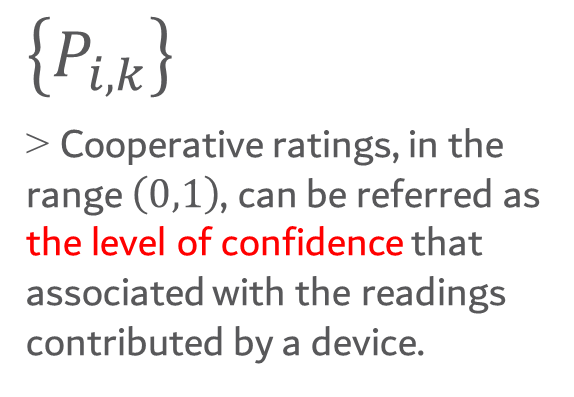 {P_{i,k}}
> Cooperative ratings, in the
range (0,1), can be referred as
the level of confidence that
associated with the readings
contributed by a device.